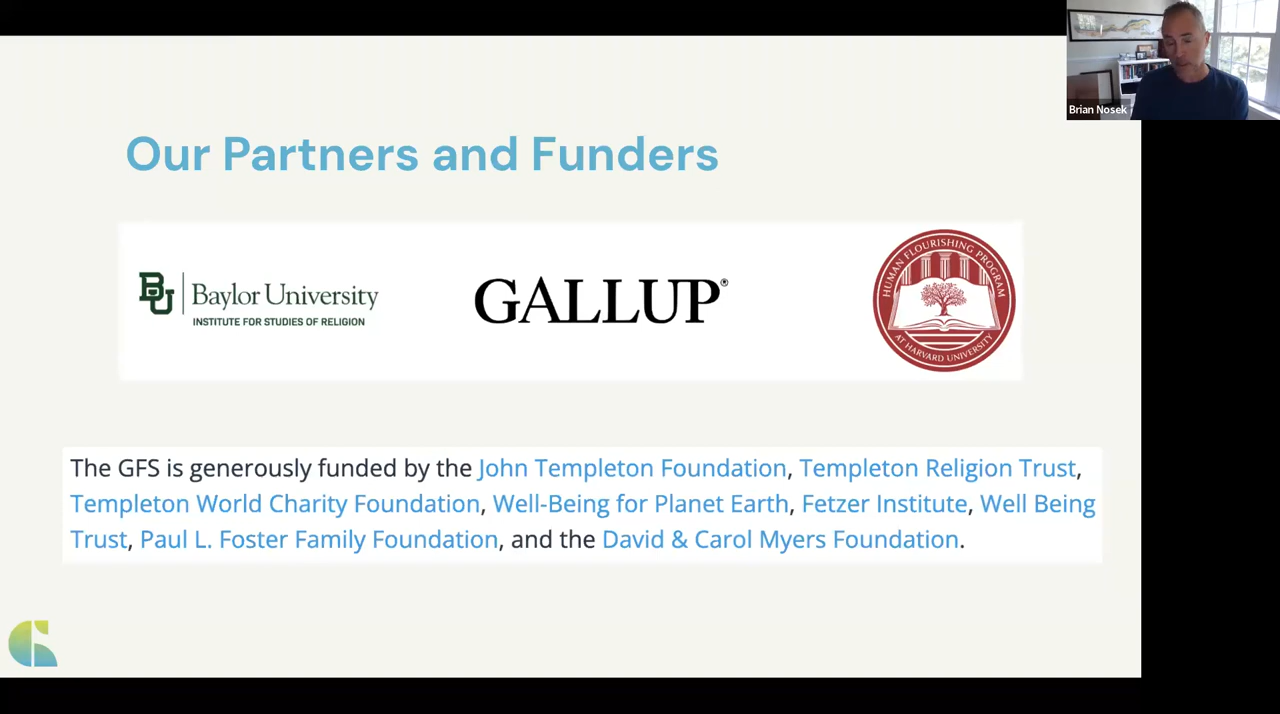 Brian Nosek
Our Partners and Funders
BU
Baylor University
INSTITUTE FOR STUDIES OF RELIGION
GALLUP®
HUMAN FLOURISHING PROGRAM
AT HARVARD UNIVERSITY
The GFS is generously funded by the John Templeton Foundation, Templeton Religion Trust,
Templeton World Charity Foundation, Well-Being for Planet Earth, Fetzer Institute, Well Being
Trust, Paul L. Foster Family Foundation, and the David & Carol Myers Foundation.